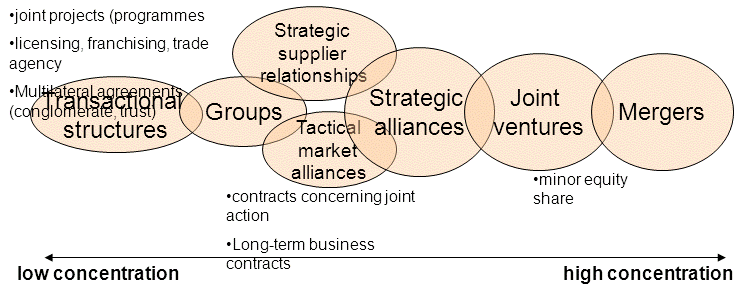 •joint projects (programmes
•licensing, franchising, trade
agency
•Multilateral agreements
(conglomerate, trust)
Transactional
structures
Groups
Strategic
supplier
relationships
Tactical
market
alliances
Strategic
alliances
Joint
ventures
Mergers
•contracts concerning joint
action
•Long-term business
contracts
•minor equity
share
low concentration
high concentration